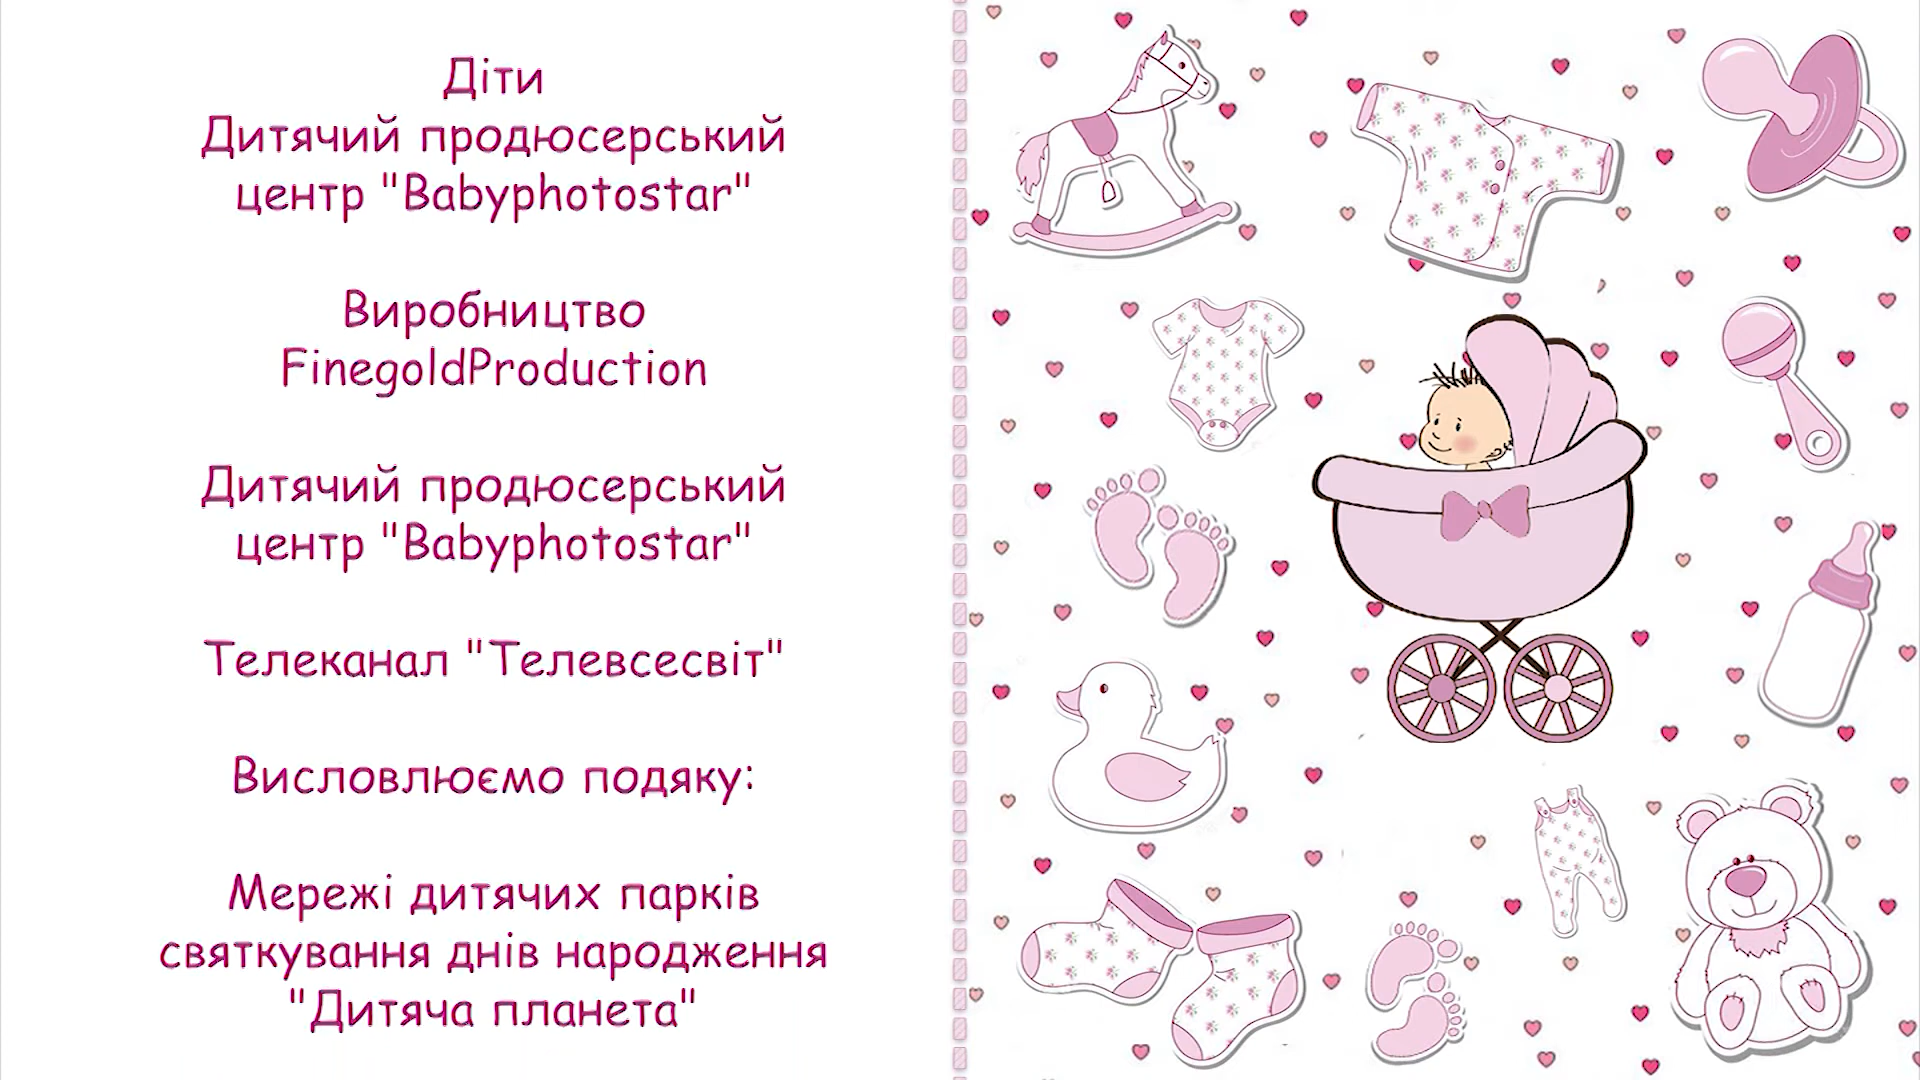 Діти
Дитячий продюсерський
центр "Babyphotostar"
Виробництво
FinegoldProduction
Дитячий продюсерський
центр "Babyphotostar"
Телеканал "Телевсесвіт"
Висловлюємо подяку:
Мережі дитячих парків
святкування днів народження
"Дитяча планета"